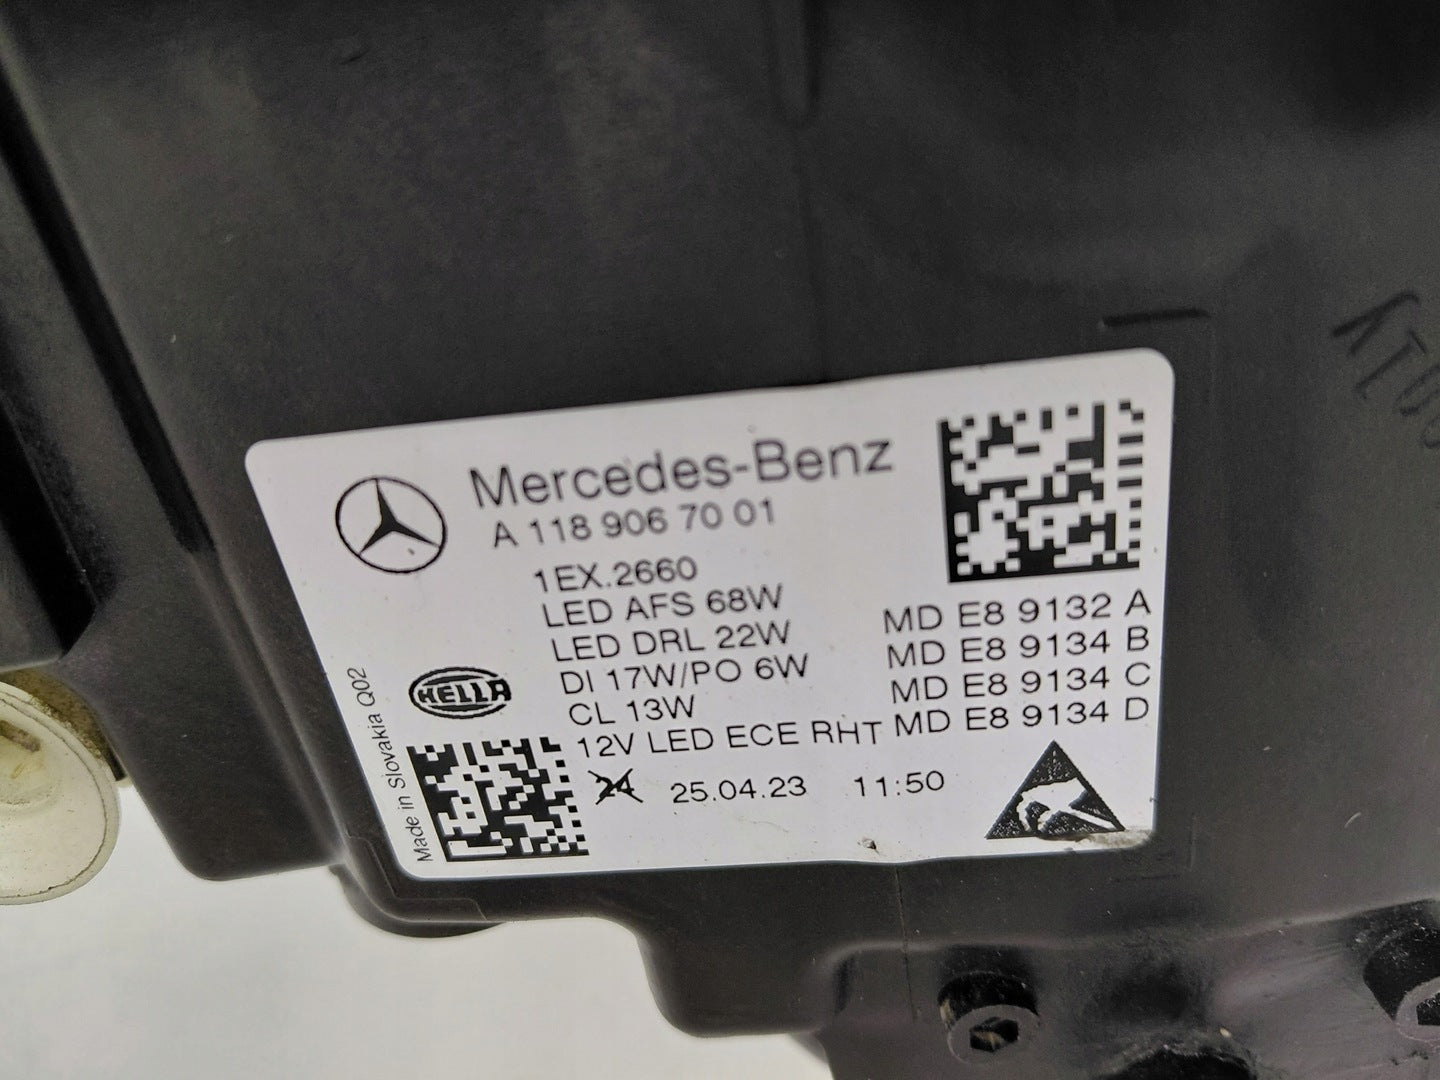 Mercedes-Benz
A 118 906 70 01
1EX.2660
LED AFS 68W
LED DRL 22W
DI 17W/PO 6W
CL 13W
12V LED ECE RHT
MD E8 9132 A
MD E8 9134 B
MD E8 9134 C
MD E8 9134 D
HELLA
Made in Slovakia Q02
24 25.04.23 11:50